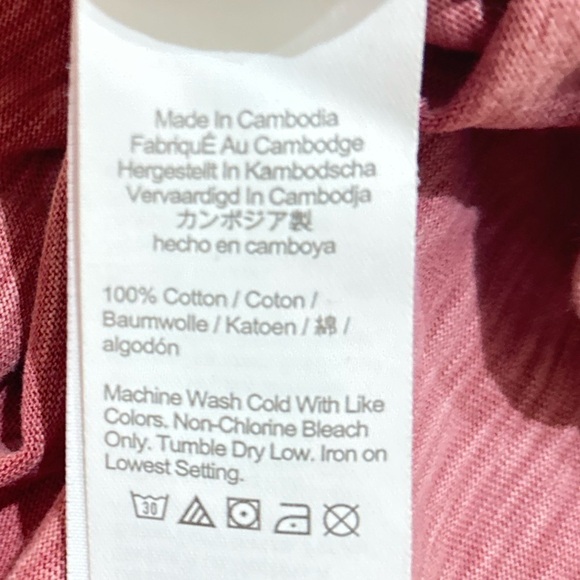 Made In Cambodia
FabriquÉ Au Cambodge
Hergestellt In Kambodscha
Vervaardigd In Cambodja
カンボジア製
hecho en camboya
100% Cotton / Coton /
Baumwolle / Katoen / 綿 /
algodón
Machine Wash Cold With Like
Colors. Non-Chlorine Bleach
Only. Tumble Dry Low. Iron on
Lowest Setting.
30